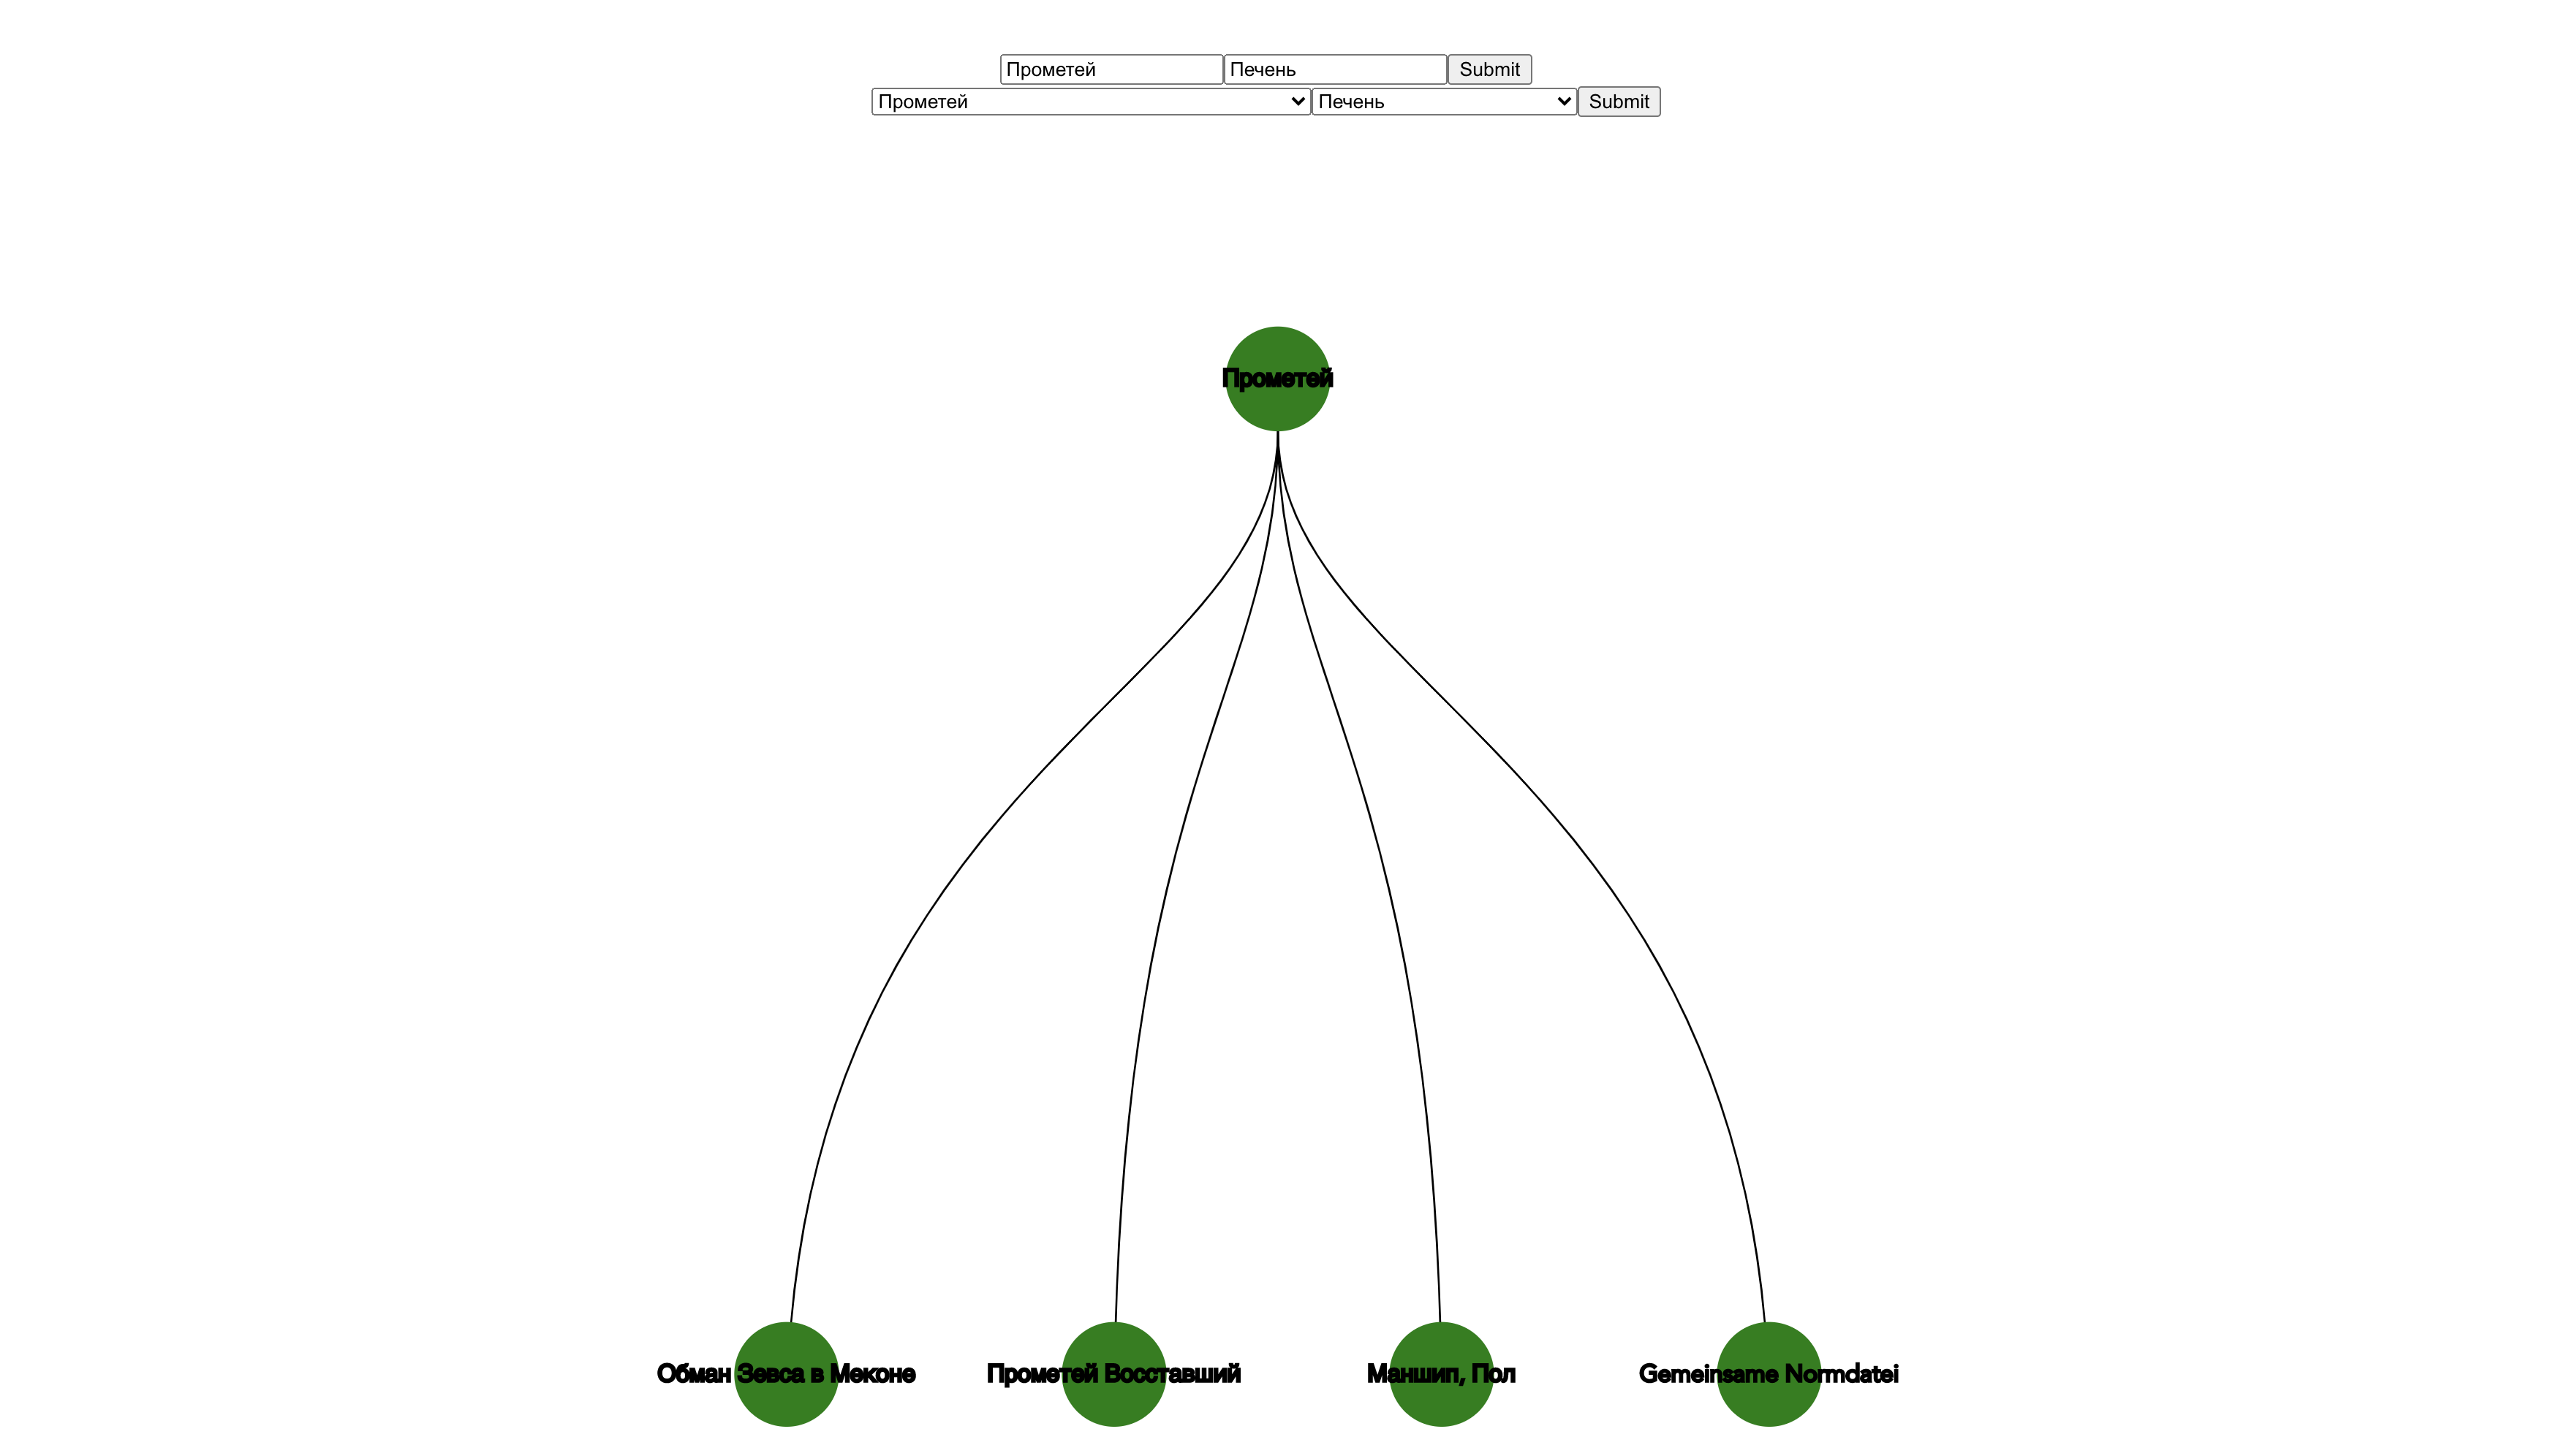 Прометей Печень Submit
Прометей Печень Submit
Прометей
Обман Зевса в Меконе Прометей Восставший Маншип, Пол Gemeinsame Normdatei